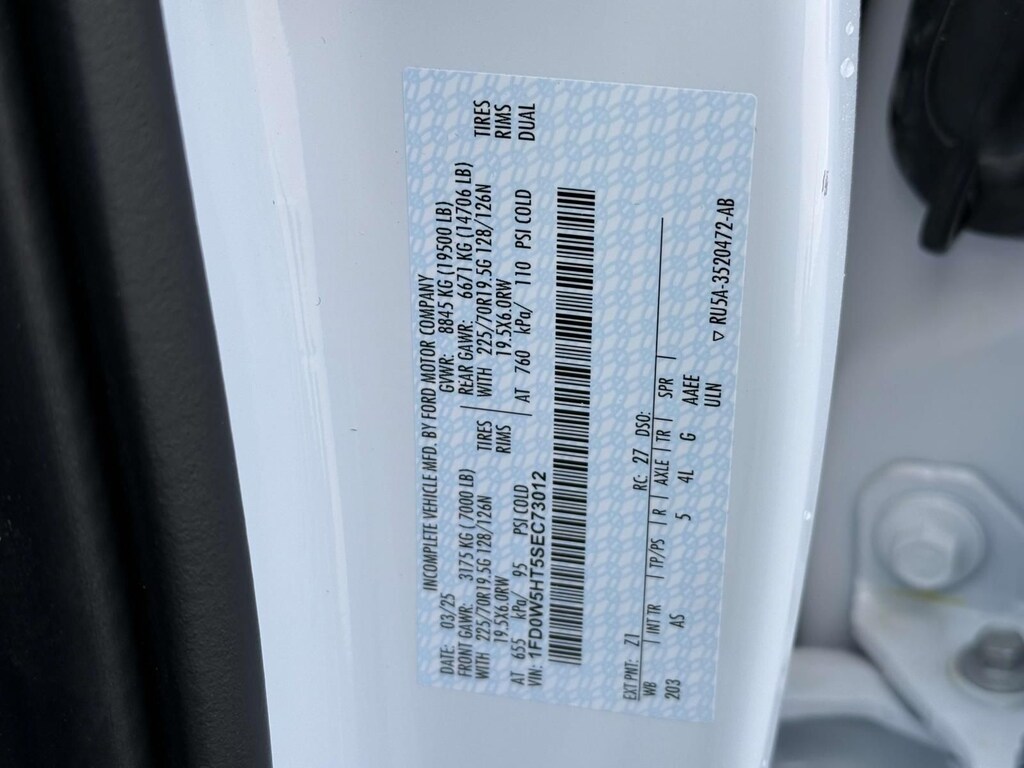 INCOMPLETE VEHICLE MFD. BY FORD MOTOR COMPANY
DATE: 03/25 GVWR: 8845 KG (19500 LB)
FRONT GAWR: 3175 KG (7000 LB) REAR GAWR: 6671 KG (14706 LB)
WITH 225/70R19.5G 128/126N TIRES WITH 225/70R19.5G 128/126N TIRES
19.5X6.0RW RIMS 19.5X6.0RW RIMS
AT 655 kPa/ 95 PSI COLD AT 760 kPa/ 110 PSI COLD DUAL
VIN: 1FD0W5HT5SEC73012
EXT PNT: Z1 RC: 27 DSO:
WB INT TR TP/PS R AXLE TR SPR
203 AS 5 4L G AAEE
ULN
▽ RU5A-3520472-AB